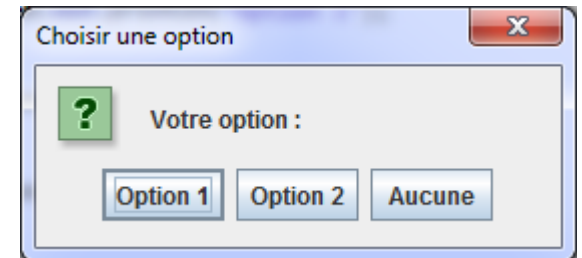 Choisir une option
?
Votre option :
Option 1 Option 2 Aucune